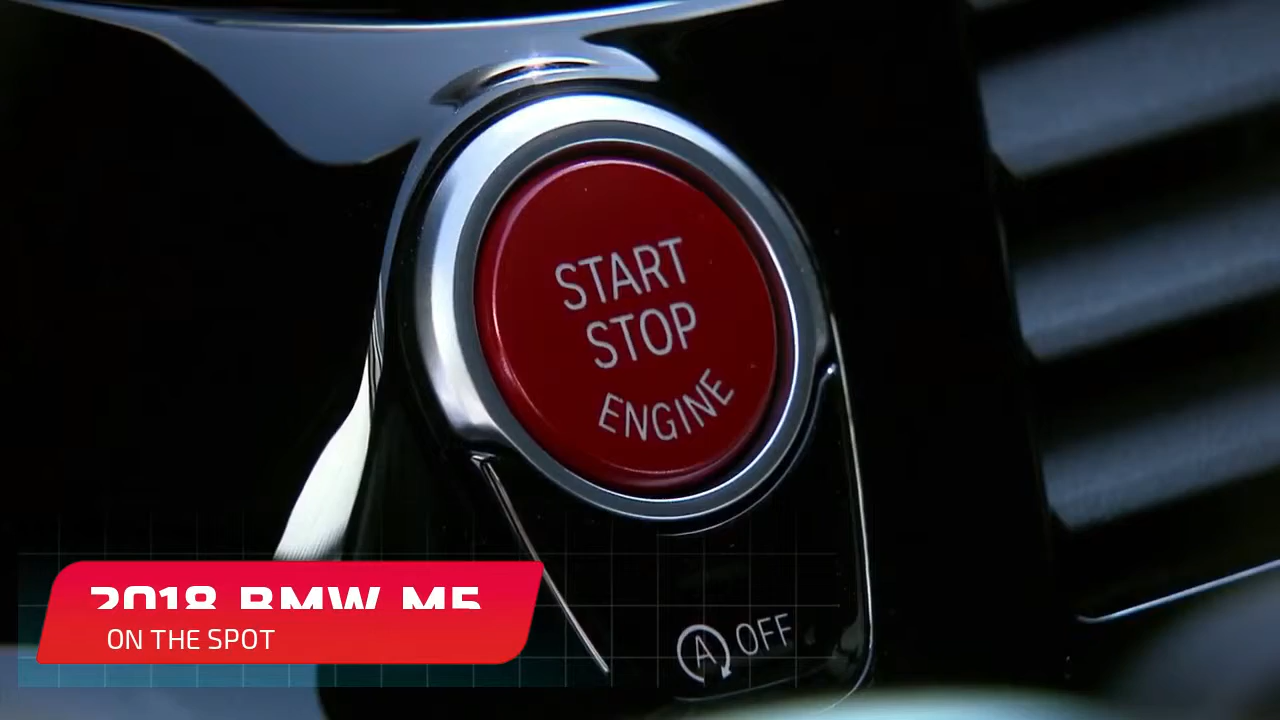 START
STOP
ENGINE
A OFF
2018 BMW M5
ON THE SPOT